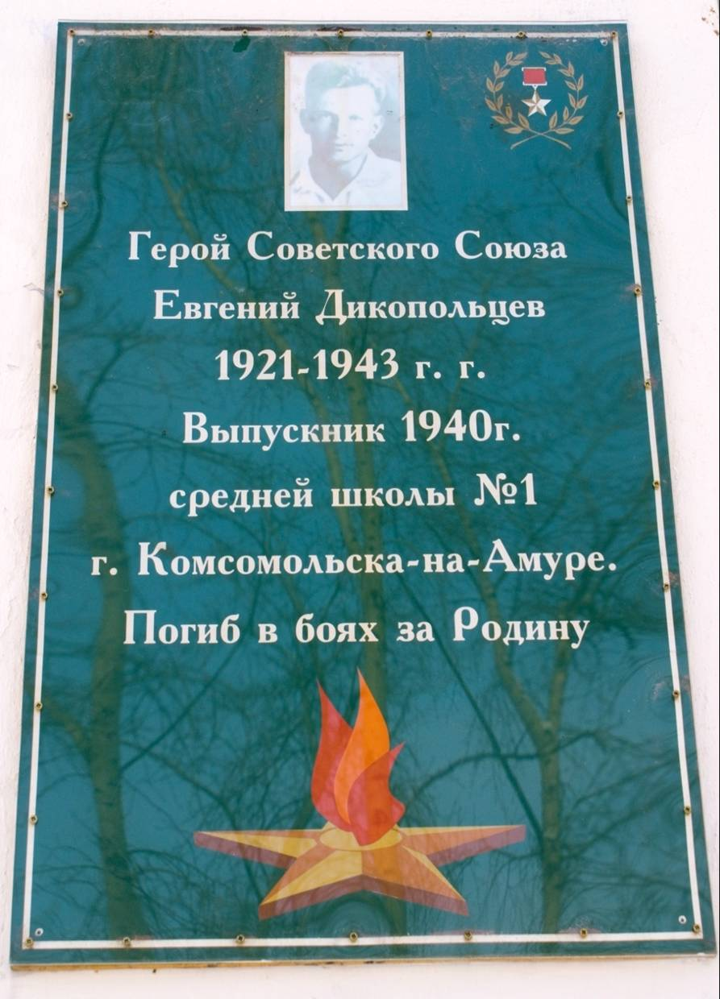 Герой Советского Союза
Евгений Дикопольцев
1921-1943 г. г.
Выпускник 1940г.
средней школы №1
г. Комсомольска-на-Амуре.
Погиб в боях за Родину